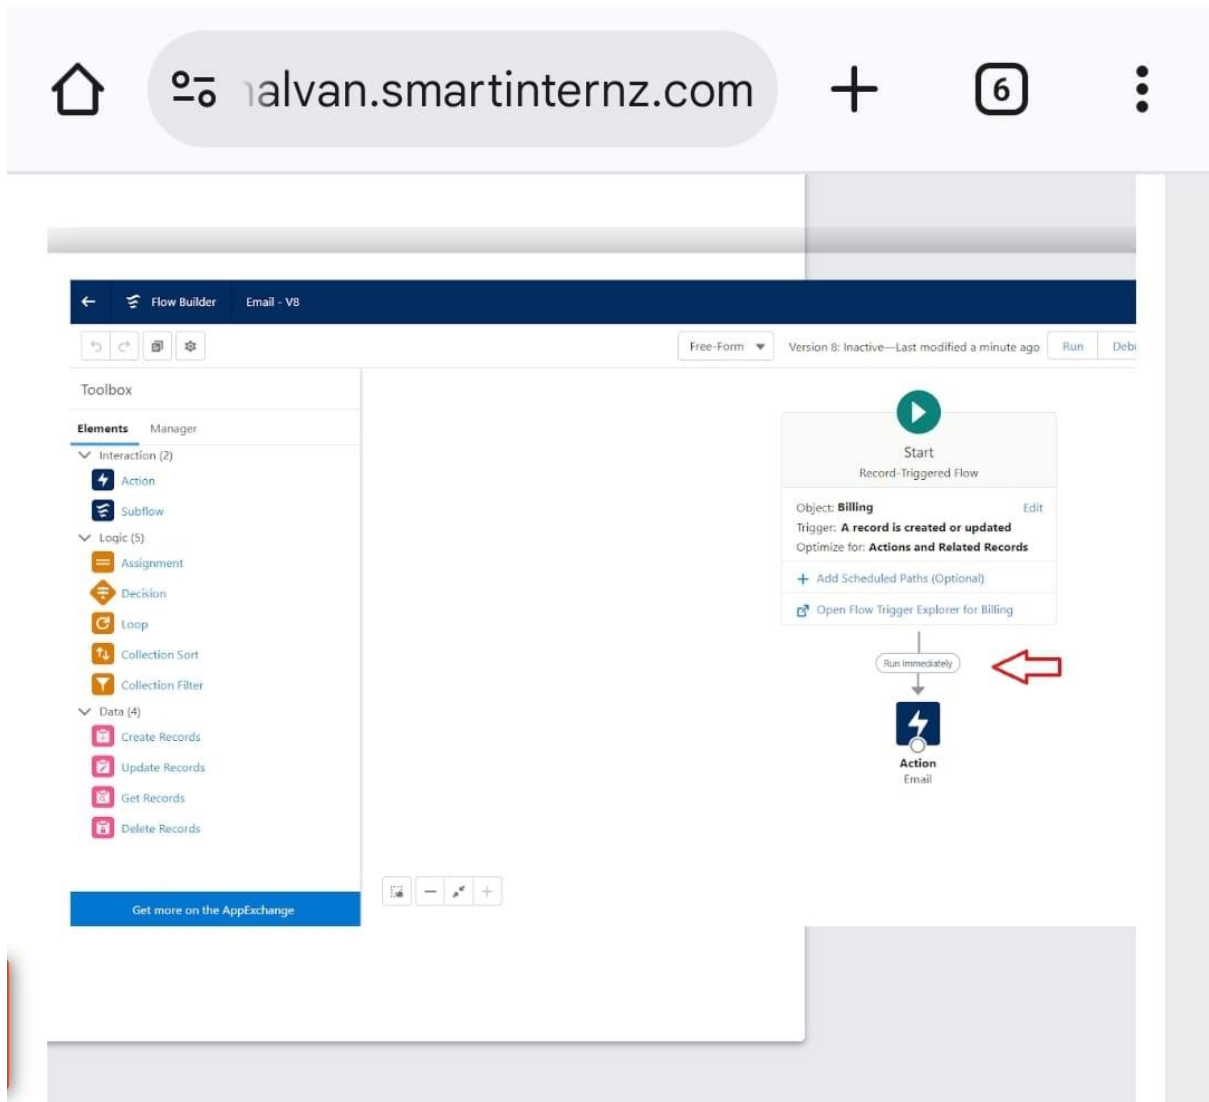 alvan.smartinternz.com
6
Flow Builder Email - V8
Free-Form Version 8: Inactive—Last modified a minute ago Run
Toolbox
Elements Manager
Interaction (2)
Action
Subflow
Logic (5)
Assignment
Decision
Loop
Collection Sort
Collection Filter
Data (4)
Create Records
Update Records
Get Records
Delete Records
Get more on the AppExchange
Start
Record-Triggered Flow
Object: Billing Edit
Trigger: A record is created or updated
Optimize for: Actions and Related Records
+ Add Scheduled Paths (Optional)
Open Flow Trigger Explorer for Billing
Run Immediately
Action
Email